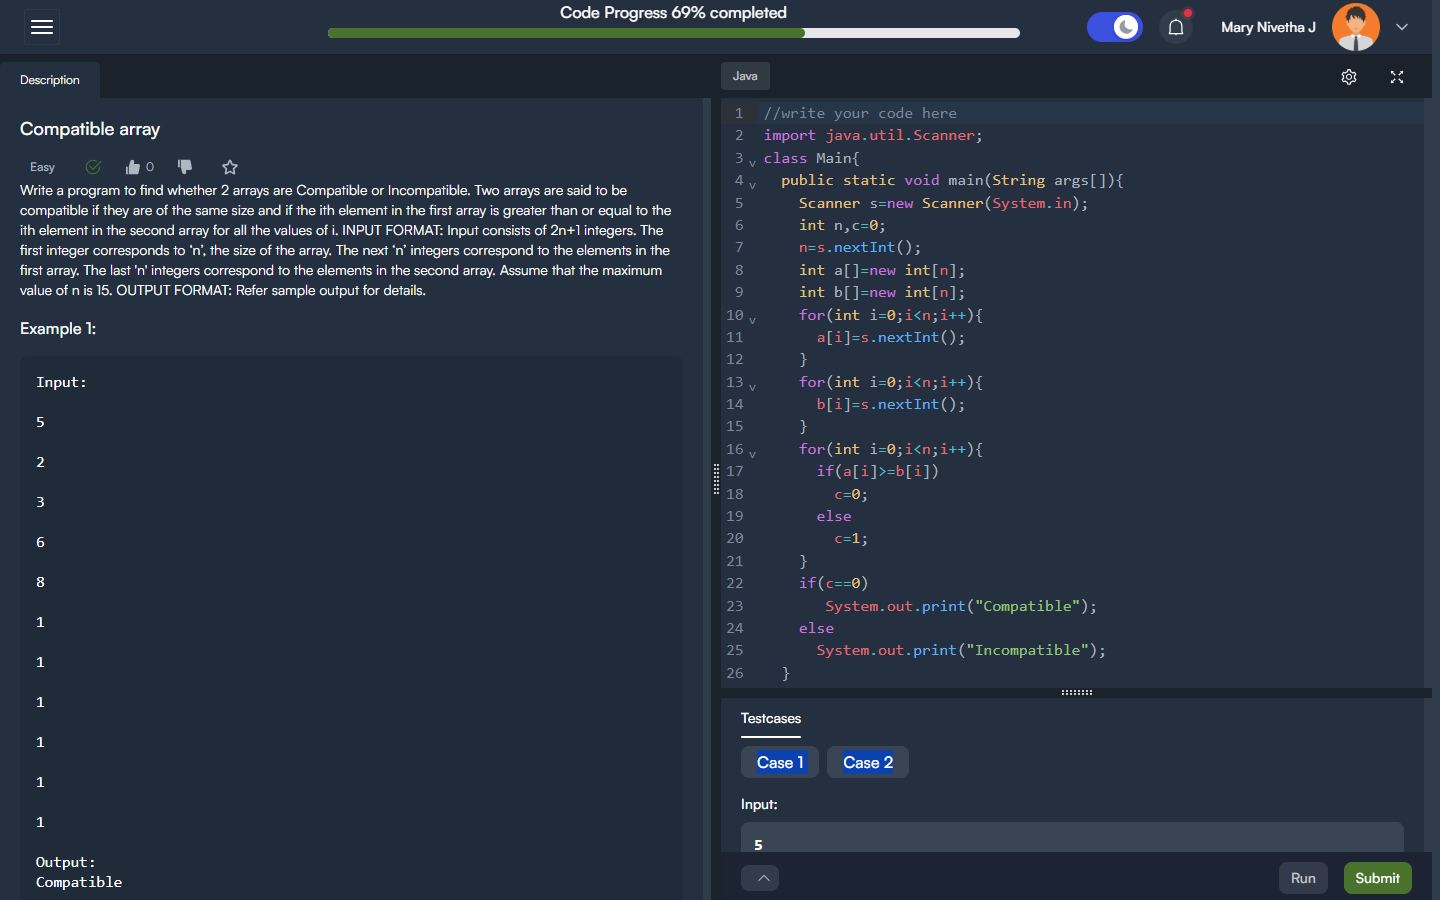 Code Progress 69% completed
Mary Nivetha J
Description
Compatible array
Easy
0
Write a program to find whether 2 arrays are Compatible or Incompatible. Two arrays are said to be
compatible if they are of the same size and if the ith element in the first array is greater than or equal to the
ith element in the second array for all the values of i. INPUT FORMAT: Input consists of 2n+1 integers. The
first integer corresponds to ‘n’, the size of the array. The next ‘n’ integers correspond to the elements in the
first array. The last 'n' integers correspond to the elements in the second array. Assume that the maximum
value of n is 15. OUTPUT FORMAT: Refer sample output for details.
Example 1:
Input:
5
2
3
6
8
1
1
1
1
1
1
Output:
Compatible
Java
1 //write your code here
2 import java.util.Scanner;
3 class Main{
4 public static void main(String args[]){
5 Scanner s=new Scanner(System.in);
6 int n,c=0;
7 n=s.nextInt();
8 int a[]=new int[n];
9 int b[]=new int[n];
10 for(int i=0;i<n;i++){
11 a[i]=s.nextInt();
12 }
13 for(int i=0;i<n;i++){
14 b[i]=s.nextInt();
15 }
16 for(int i=0;i<n;i++){
17 if(a[i]>=b[i])
18 c=0;
19 else
20 c=1;
21 }
22 if(c==0)
23 System.out.print("Compatible");
24 else
25 System.out.print("Incompatible");
26 }
Testcases
Case 1 Case 2
Input:
5
Run Submit